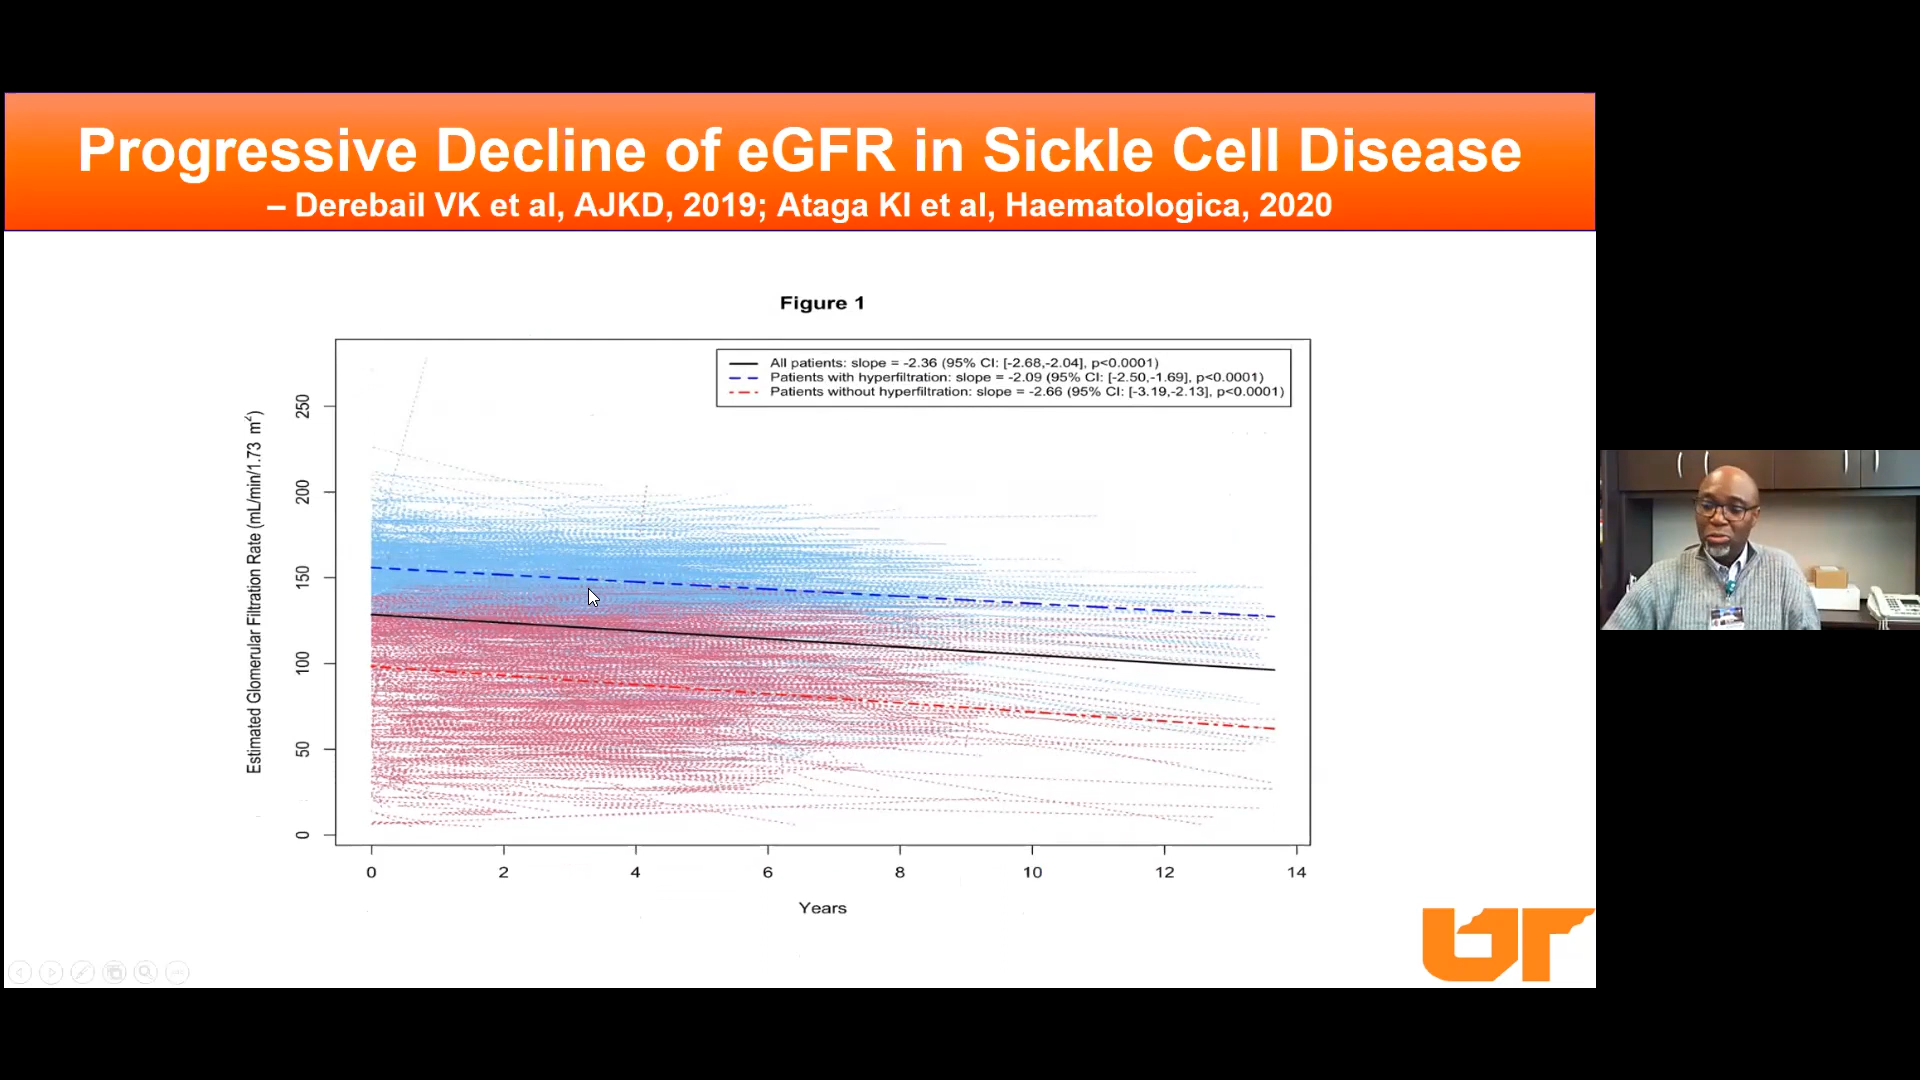 Progressive Decline of eGFR in Sickle Cell Disease
– Derebail VK et al, AJKD, 2019; Ataga KI et al, Haematologica, 2020
Figure 1
All patients: slope = -2.36 (95% CI: [-2.68,-2.04], p<0.0001)
Patients with hyperfiltration: slope = -2.09 (95% CI: [-2.50,-1.69], p<0.0001)
Patients without hyperfiltration: slope = -2.66 (95% CI: [-3.19,-2.13], p<0.0001)
Estimated Glomerular Filtration Rate (mL/min/1.73 m²)
250
200
150
100
50
0
0 2 4 6 8 10 12 14
Years
UT